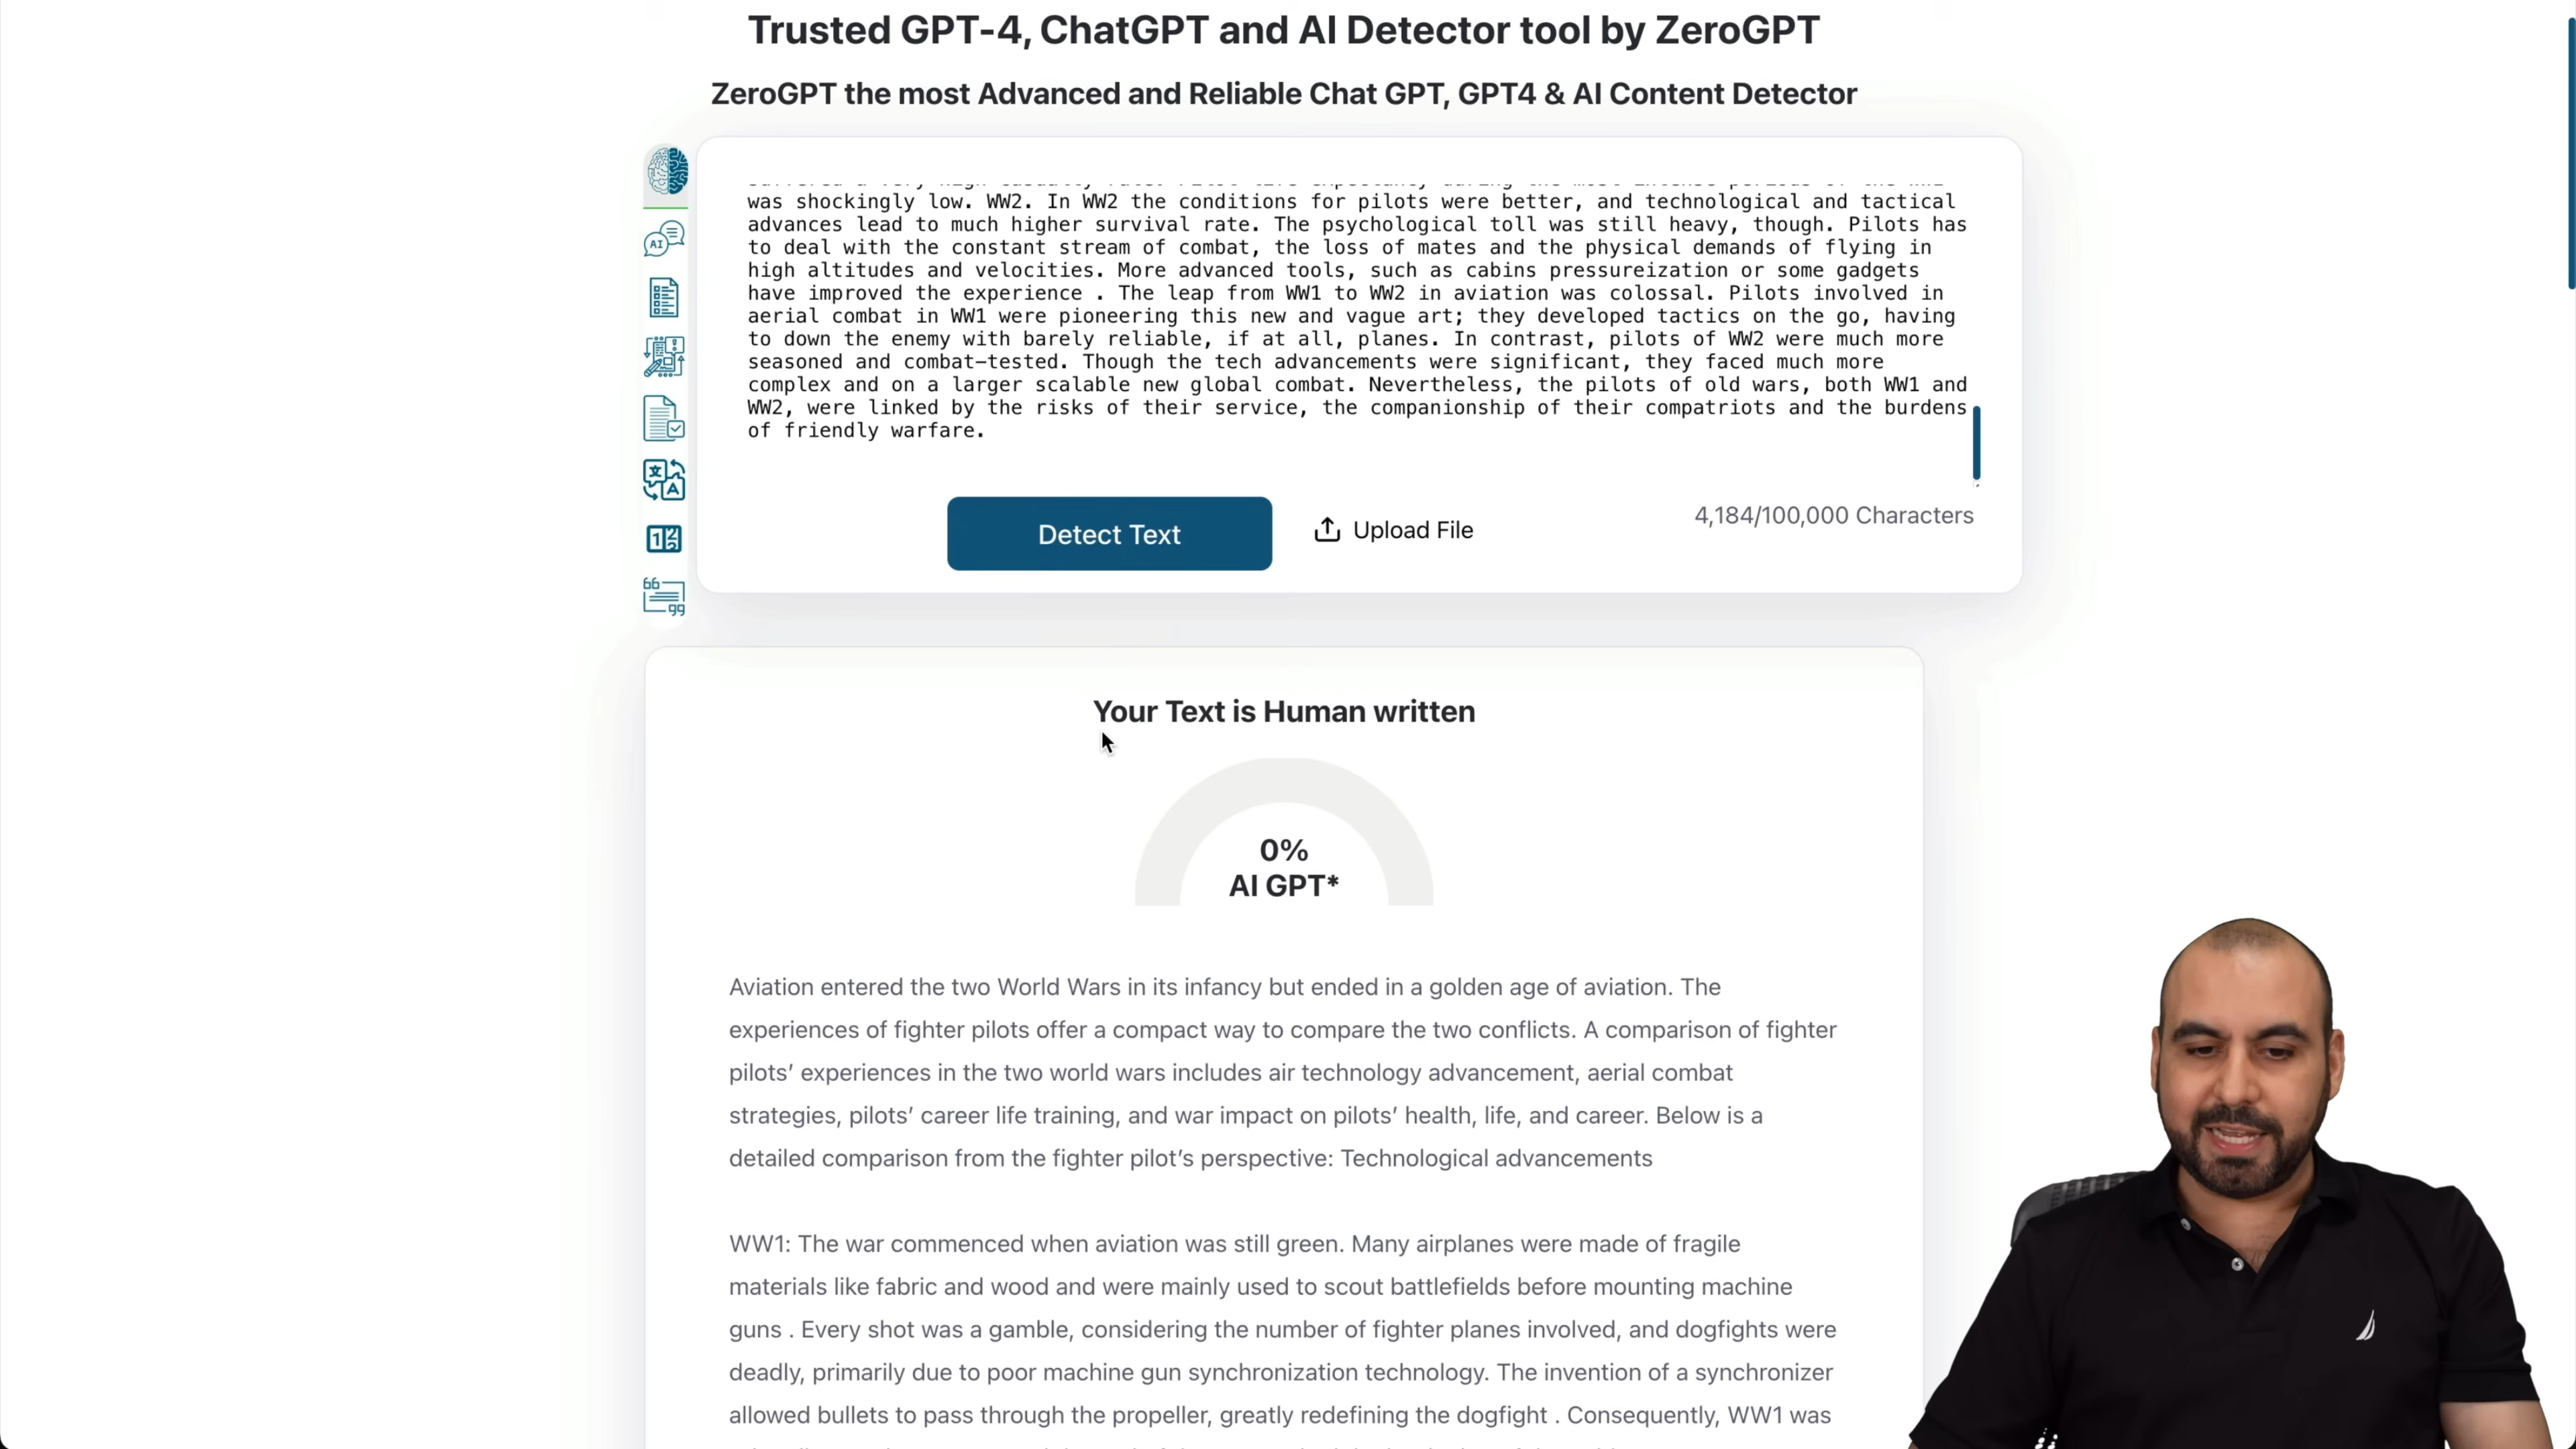 Trusted GPT-4, ChatGPT and AI Detector tool by ZeroGPT
ZeroGPT the most Advanced and Reliable Chat GPT, GPT4 & AI Content Detector
was shockingly low. WW2. In WW2 the conditions for pilots were better, and technological and tactical
advances lead to much higher survival rate. The psychological toll was still heavy, though. Pilots has
to deal with the constant stream of combat, the loss of mates and the physical demands of flying in
high altitudes and velocities. More advanced tools, such as cabins pressureization or some gadgets
have improved the experience . The leap from WW1 to WW2 in aviation was colossal. Pilots involved in
aerial combat in WW1 were pioneering this new and vague art; they developed tactics on the go, having
to down the enemy with barely reliable, if at all, planes. In contrast, pilots of WW2 were much more
seasoned and combat-tested. Though the tech advancements were significant, they faced much more
complex and on a larger scalable new global combat. Nevertheless, the pilots of old wars, both WW1 and
WW2, were linked by the risks of their service, the companionship of their compatriots and the burdens
of friendly warfare.
Detect Text
Upload File
4,184/100,000 Characters
Your Text is Human written
0%
AI GPT*
Aviation entered the two World Wars in its infancy but ended in a golden age of aviation. The
experiences of fighter pilots offer a compact way to compare the two conflicts. A comparison of fighter
pilots’ experiences in the two world wars includes air technology advancement, aerial combat
strategies, pilots’ career life training, and war impact on pilots’ health, life, and career. Below is a
detailed comparison from the fighter pilot’s perspective: Technological advancements
WW1: The war commenced when aviation was still green. Many airplanes were made of fragile
materials like fabric and wood and were mainly used to scout battlefields before mounting machine
guns . Every shot was a gamble, considering the number of fighter planes involved, and dogfights were
deadly, primarily due to poor machine gun synchronization technology. The invention of a synchronizer
allowed bullets to pass through the propeller, greatly redefining the dogfight . Consequently, WW1 was